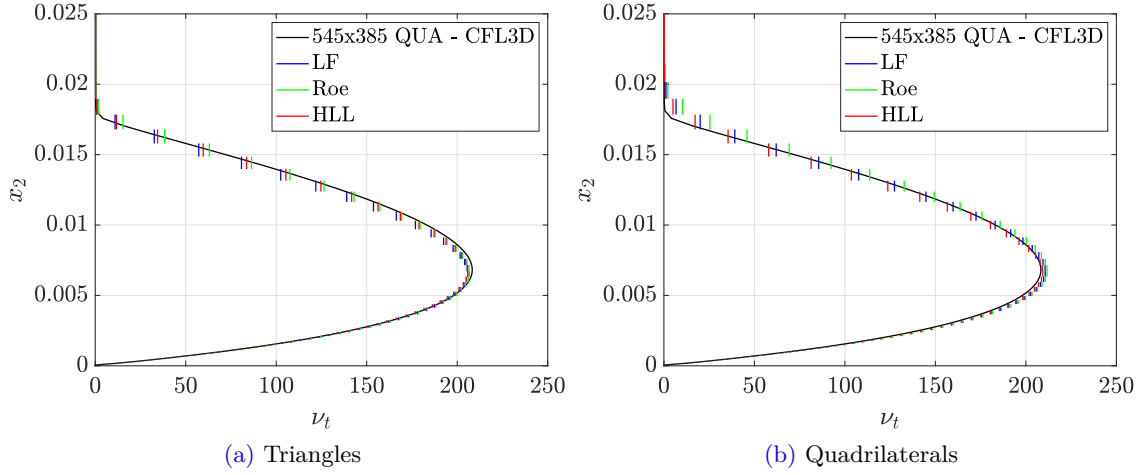 0.025
0.02
0.015
0.01
0.005
0
x₂
545x385 QUA - CFL3D
LF
Roe
HLL
0 50 100 150 200 250
νₜ
(a) Triangles
0.025
0.02
0.015
0.01
0.005
0
x₂
545x385 QUA - CFL3D
LF
Roe
HLL
0 50 100 150 200 250
νₜ
(b) Quadrilaterals